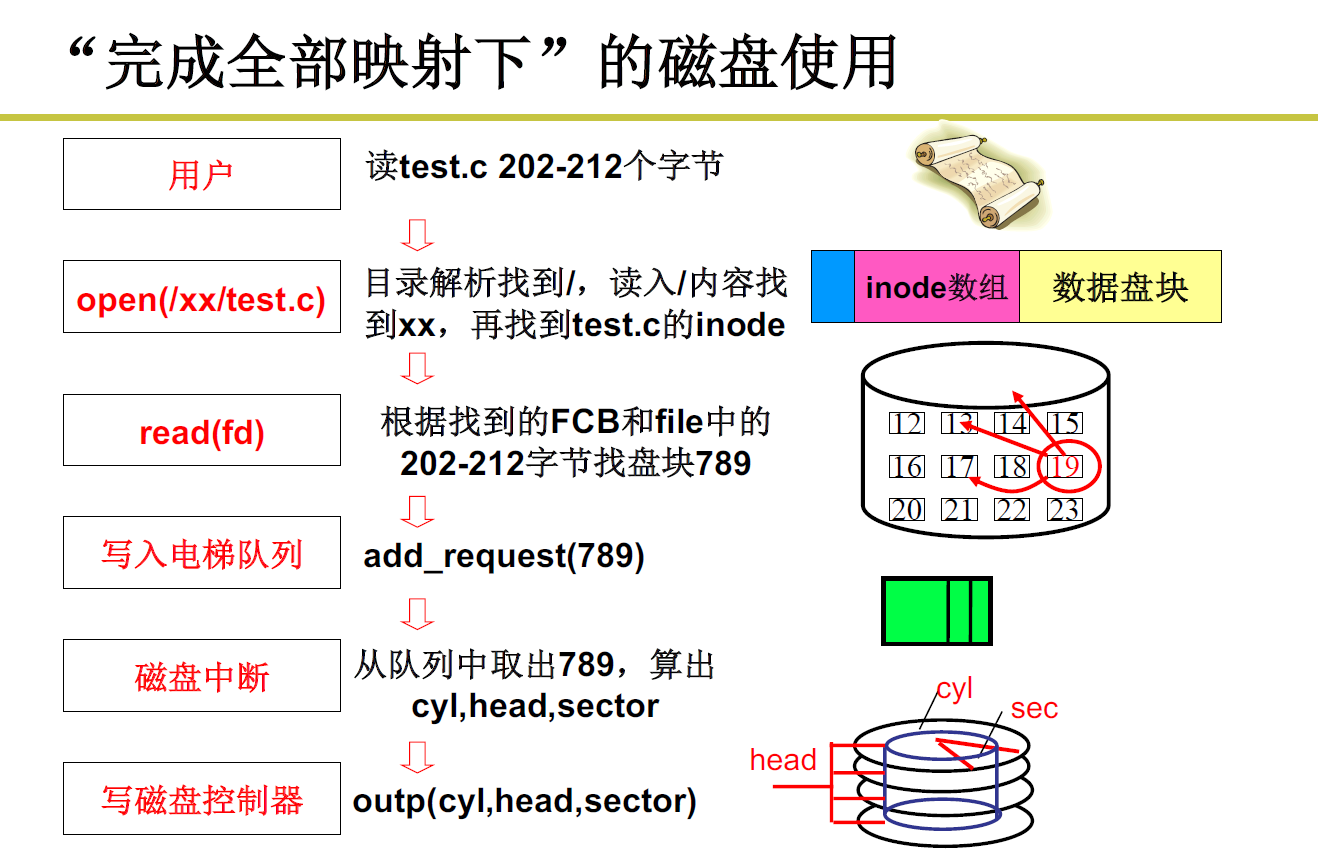 “完成全部映射下”的磁盘使用
用户
读test.c 202-212个字节
open(/xx/test.c)
目录解析找到/，读入/内容找
到xx，再找到test.c的inode
inode数组
数据盘块
read(fd)
根据找到的FCB和file中的
202-212字节找盘块789
12 13 14 15
16 17 18 19
20 21 22 23
写入电梯队列
add_request(789)
磁盘中断
从队列中取出789，算出
cyl,head,sector
cyl
sec
head
写磁盘控制器
outp(cyl,head,sector)